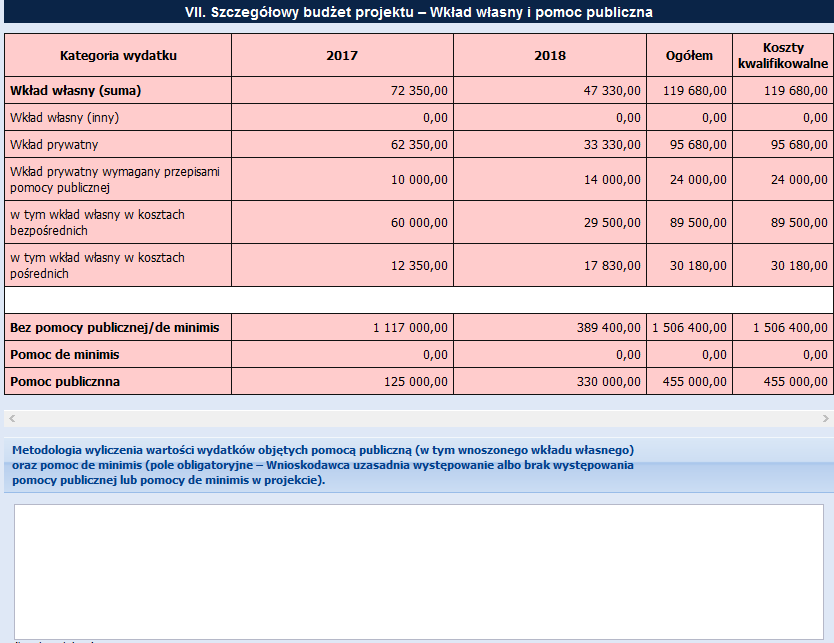 VII. Szczegółowy budżet projektu – Wkład własny i pomoc publiczna
Kategoria wydatku 2017 2018 Ogółem Koszty kwalifikowalne
Wkład własny (suma) 72 350,00 47 330,00 119 680,00 119 680,00
Wkład własny (inny) 0,00 0,00 0,00 0,00
Wkład prywatny 62 350,00 33 330,00 95 680,00 95 680,00
Wkład prywatny wymagany przepisami
pomocy publicznej 10 000,00 14 000,00 24 000,00 24 000,00
w tym wkład własny w kosztach
bezpośrednich 60 000,00 29 500,00 89 500,00 89 500,00
w tym wkład własny w kosztach
pośrednich 12 350,00 17 830,00 30 180,00 30 180,00
Bez pomocy publicznej/de minimis 1 117 000,00 389 400,00 1 506 400,00 1 506 400,00
Pomoc de minimis 0,00 0,00 0,00 0,00
Pomoc publicznna 125 000,00 330 000,00 455 000,00 455 000,00
Metodologia wyliczenia wartości wydatków objętych pomocą publiczną (w tym wnoszonego wkładu własnego)
oraz pomoc de minimis (pole obligatoryjne – Wnioskodawca uzasadnia występowanie albo brak występowania
pomocy publicznej lub pomocy de minimis w projekcie).